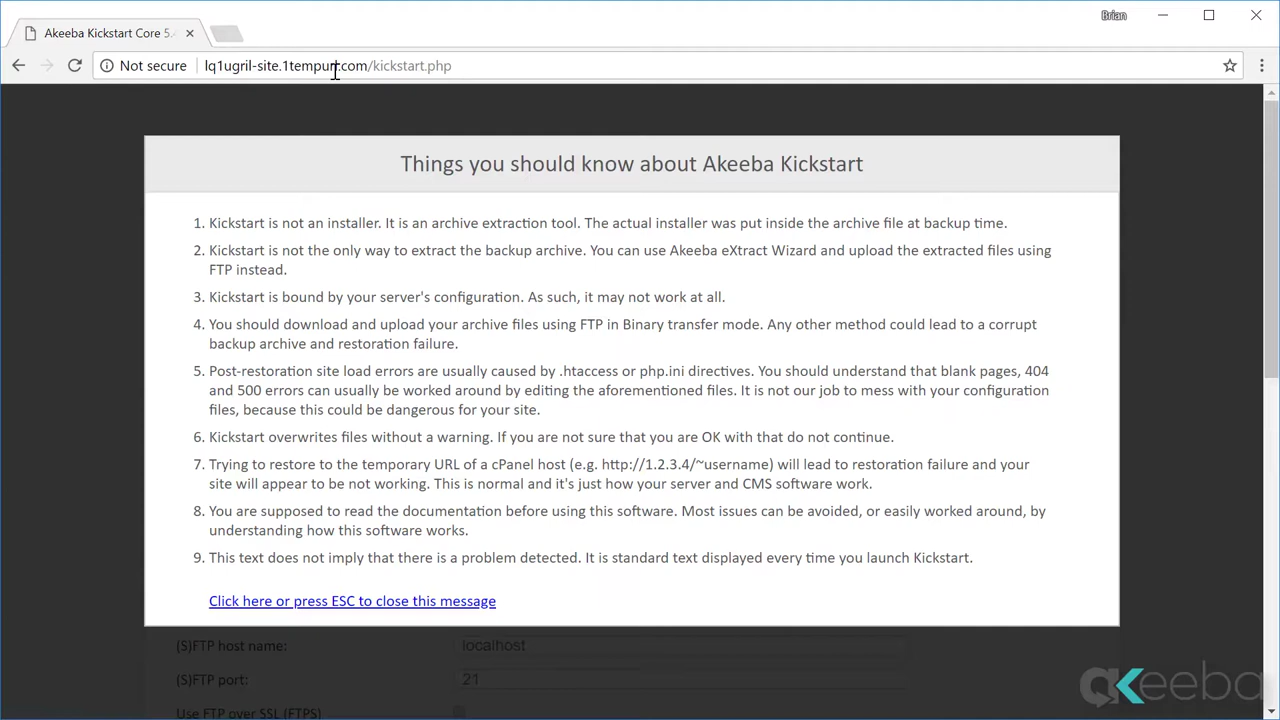 Brian
Akeeba Kickstart Core 5.
Not secure
lq1ugril-site.1tempurl.com/kickstart.php
Things you should know about Akeeba Kickstart
1. Kickstart is not an installer. It is an archive extraction tool. The actual installer was put inside the archive file at backup time.
2. Kickstart is not the only way to extract the backup archive. You can use Akeeba eXtract Wizard and upload the extracted files using
FTP instead.
3. Kickstart is bound by your server's configuration. As such, it may not work at all.
4. You should download and upload your archive files using FTP in Binary transfer mode. Any other method could lead to a corrupt
backup archive and restoration failure.
5. Post-restoration site load errors are usually caused by .htaccess or php.ini directives. You should understand that blank pages, 404
and 500 errors can usually be worked around by editing the aforementioned files. It is not our job to mess with your configuration
files, because this could be dangerous for your site.
6. Kickstart overwrites files without a warning. If you are not sure that you are OK with that do not continue.
7. Trying to restore to the temporary URL of a cPanel host (e.g. http://1.2.3.4/~username) will lead to restoration failure and your
site will appear to be not working. This is normal and it's just how your server and CMS software work.
8. You are supposed to read the documentation before using this software. Most issues can be avoided, or easily worked around, by
understanding how this software works.
9. This text does not imply that there is a problem detected. It is standard text displayed every time you launch Kickstart.
Click here or press ESC to close this message
(S)FTP host name: localhost
(S)FTP port: 21
Use FTP over SSL (FTPS)
akeeba